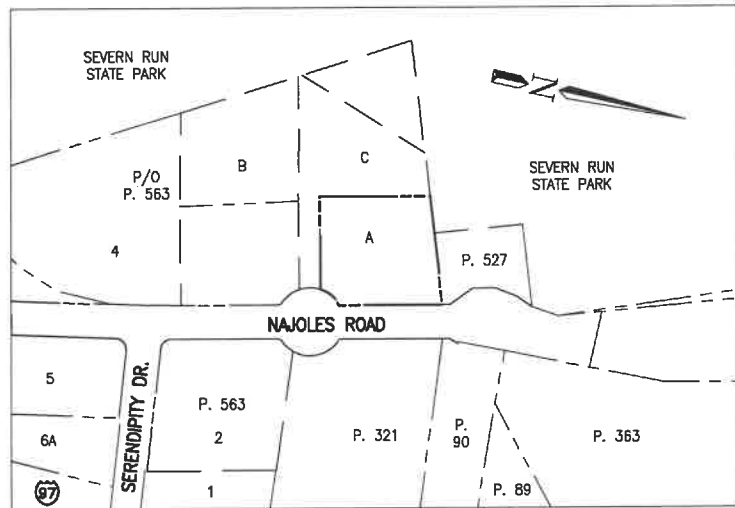 SEVERN RUN
STATE PARK
N
P/O
P. 563
B
C
SEVERN RUN
STATE PARK
4
A
P. 527
NAJOLES ROAD
5
SERENDIPITY DR.
P. 563
2
P. 321
P.
90
P. 363
6A
97
1
P. 89